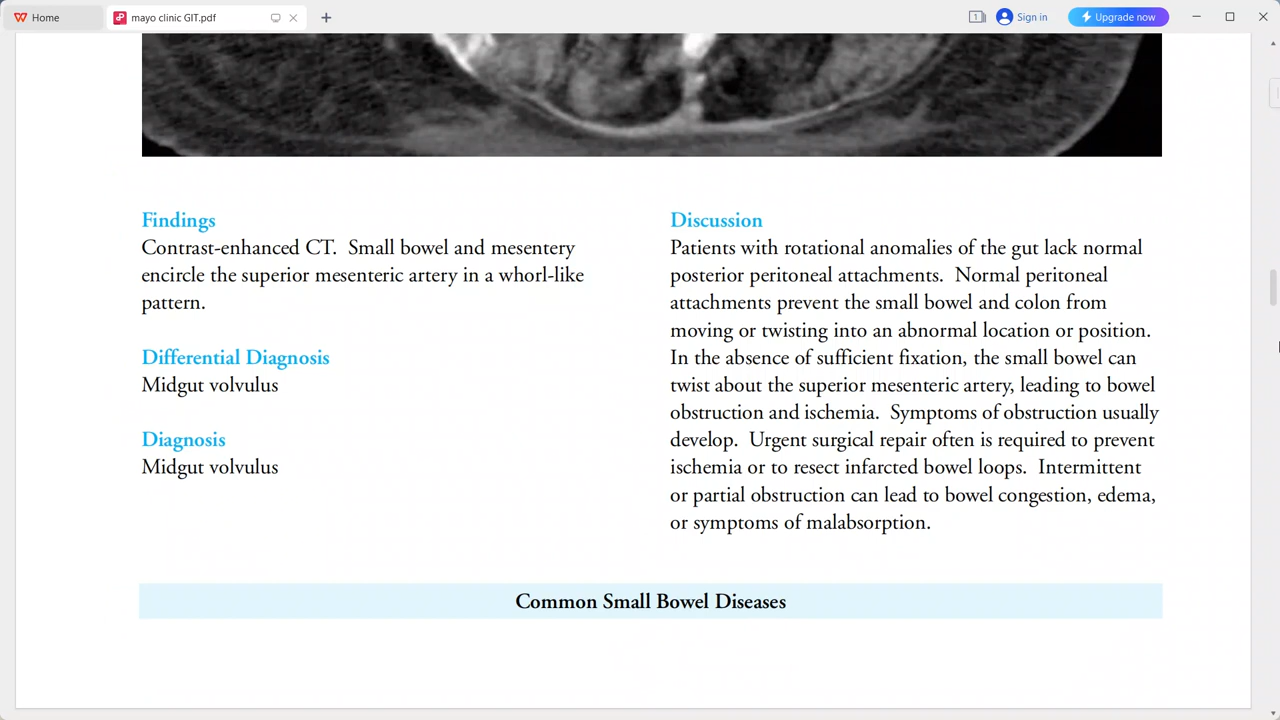 Home
mayo clinic GIT.pdf
1
Sign in
Upgrade now
Findings
Contrast-enhanced CT. Small bowel and mesentery
encircle the superior mesenteric artery in a whorl-like
pattern.
Differential Diagnosis
Midgut volvulus
Diagnosis
Midgut volvulus
Discussion
Patients with rotational anomalies of the gut lack normal
posterior peritoneal attachments. Normal peritoneal
attachments prevent the small bowel and colon from
moving or twisting into an abnormal location or position.
In the absence of sufficient fixation, the small bowel can
twist about the superior mesenteric artery, leading to bowel
obstruction and ischemia. Symptoms of obstruction usually
develop. Urgent surgical repair often is required to prevent
ischemia or to resect infarcted bowel loops. Intermittent
or partial obstruction can lead to bowel congestion, edema,
or symptoms of malabsorption.
Common Small Bowel Diseases